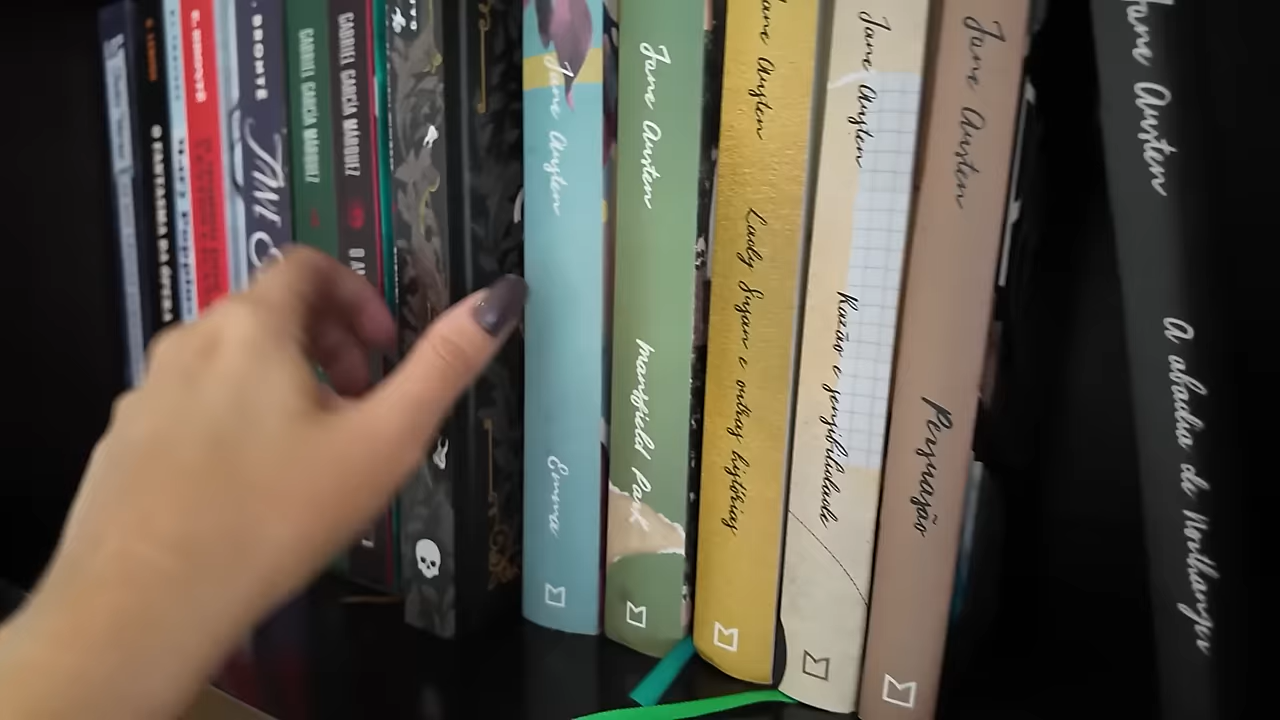 O FANTASMA DA ÓPERA
BRONTË
JANE
GABRIEL GARCÍA MÁRQUEZ
GABRIEL GARCÍA MÁRQUEZ
Jane Austen
Emma
Jane Austen
Mansfield Park
Jane Austen
Lady Susan e outras histórias
Jane Austen
Razão e sensibilidade
Jane Austen
Persuasão
Jane Austen
A abadia de Northanger